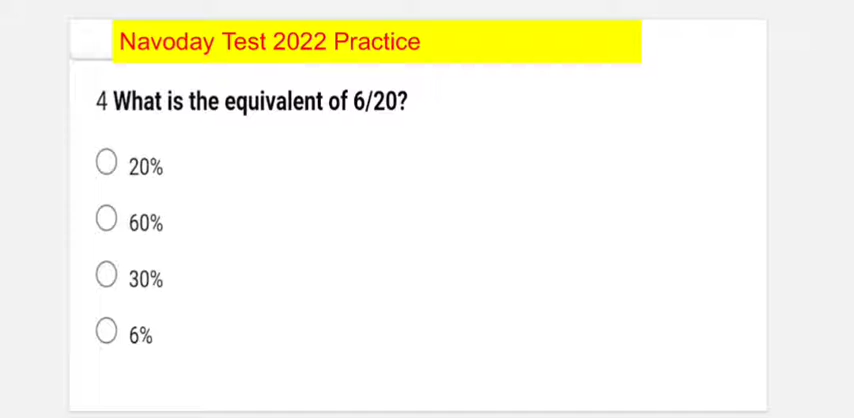 Navoday Test 2022 Practice
4 What is the equivalent of 6/20?
20%
60%
30%
6%